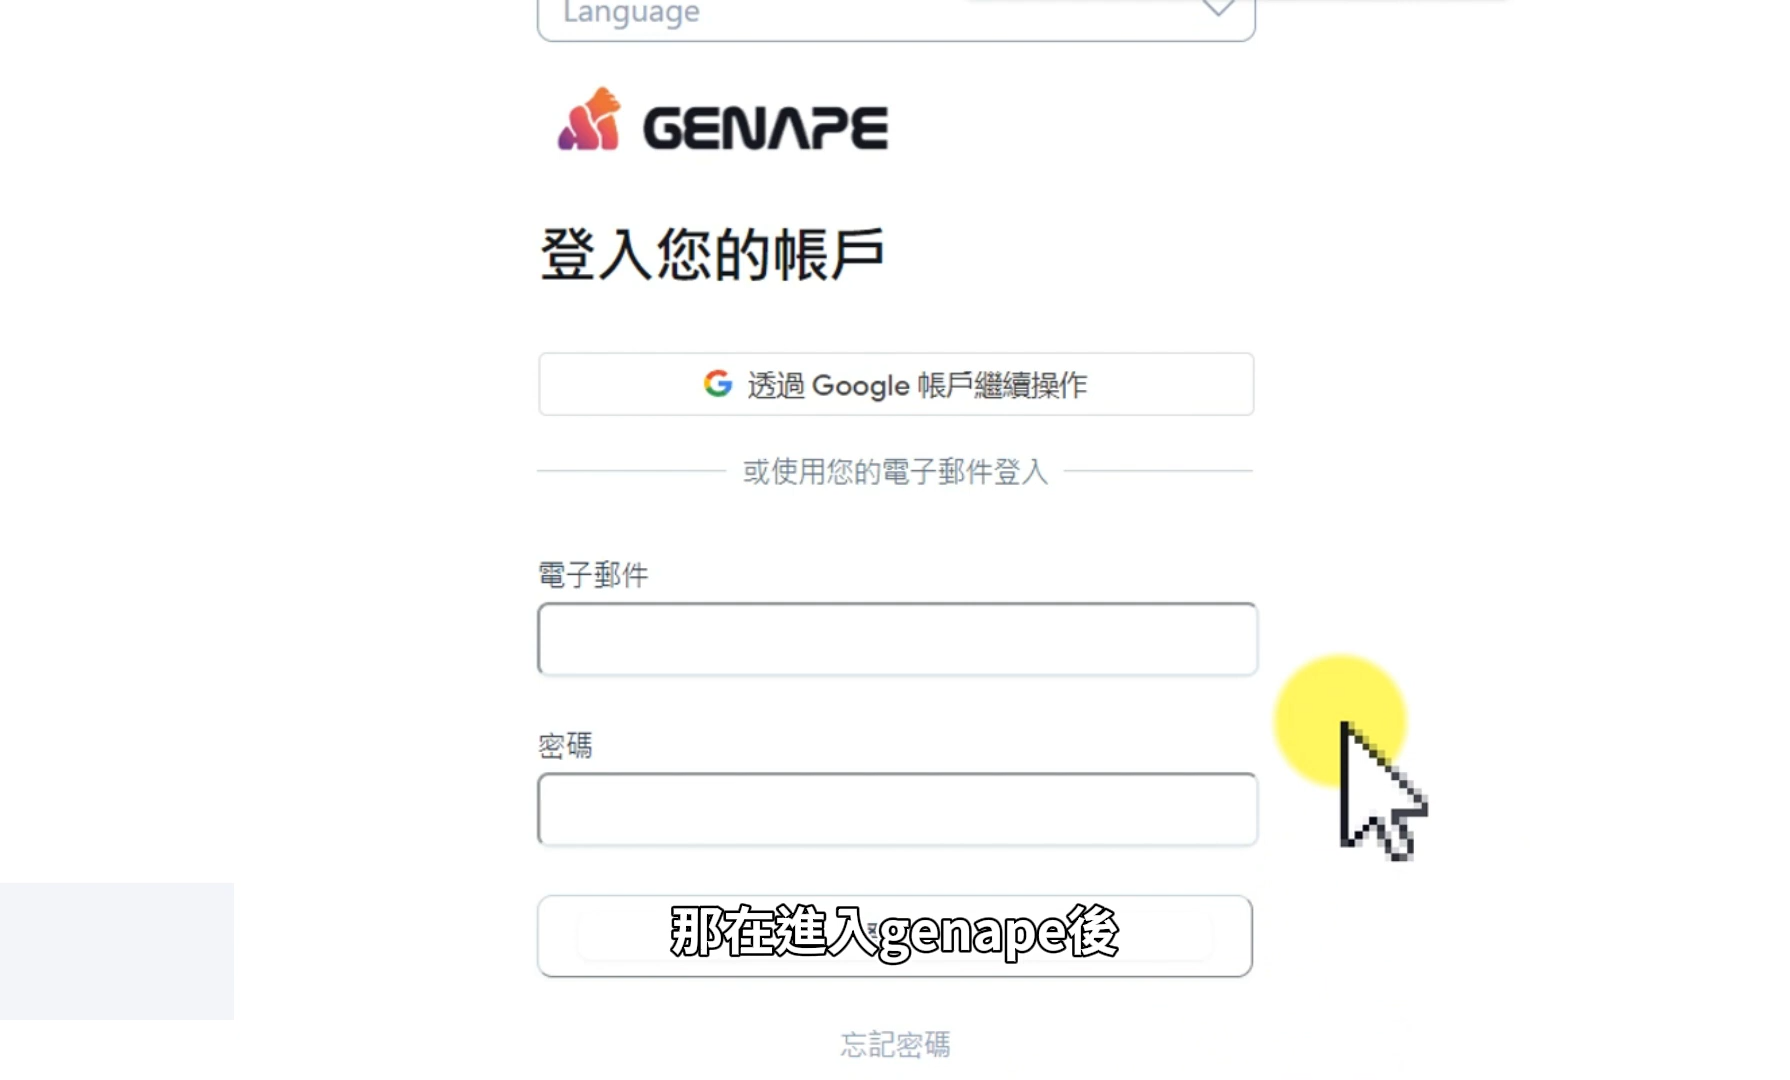 Language
GENAPE
登入您的帳戶
透過 Google 帳戶繼續操作
或使用您的電子郵件登入
電子郵件
密碼
那在進入genape後
忘記密碼